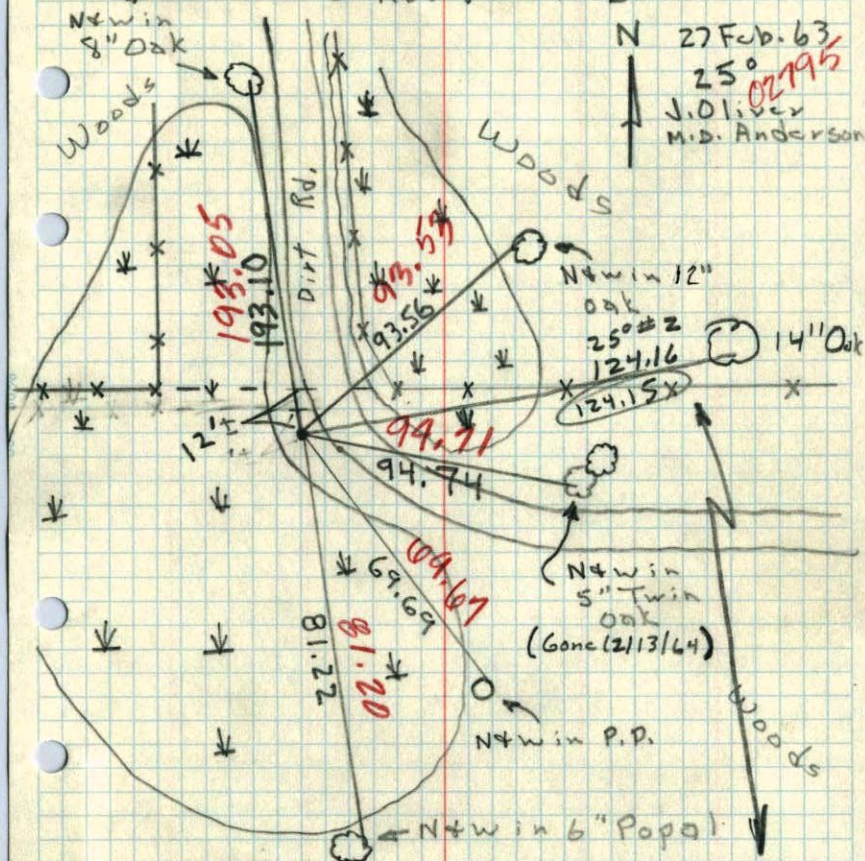 N&W in
8" Oak
N
27 Feb. 63
25°
02795
J. Oliver
M.D. Anderson
Woods
Woods
Dirt Rd.
193.05
193.10
93.53
93.56
N&W in 12"
oak
25° #2
124.16
14" Oak
124.15
12'±
94.71
94.74
N&W in
5" Twin
oak
(Gone (2/13/64)
69.67
69.69
81.22
81.20
N&W in P.P.
Woods
N&W in 6" Popal